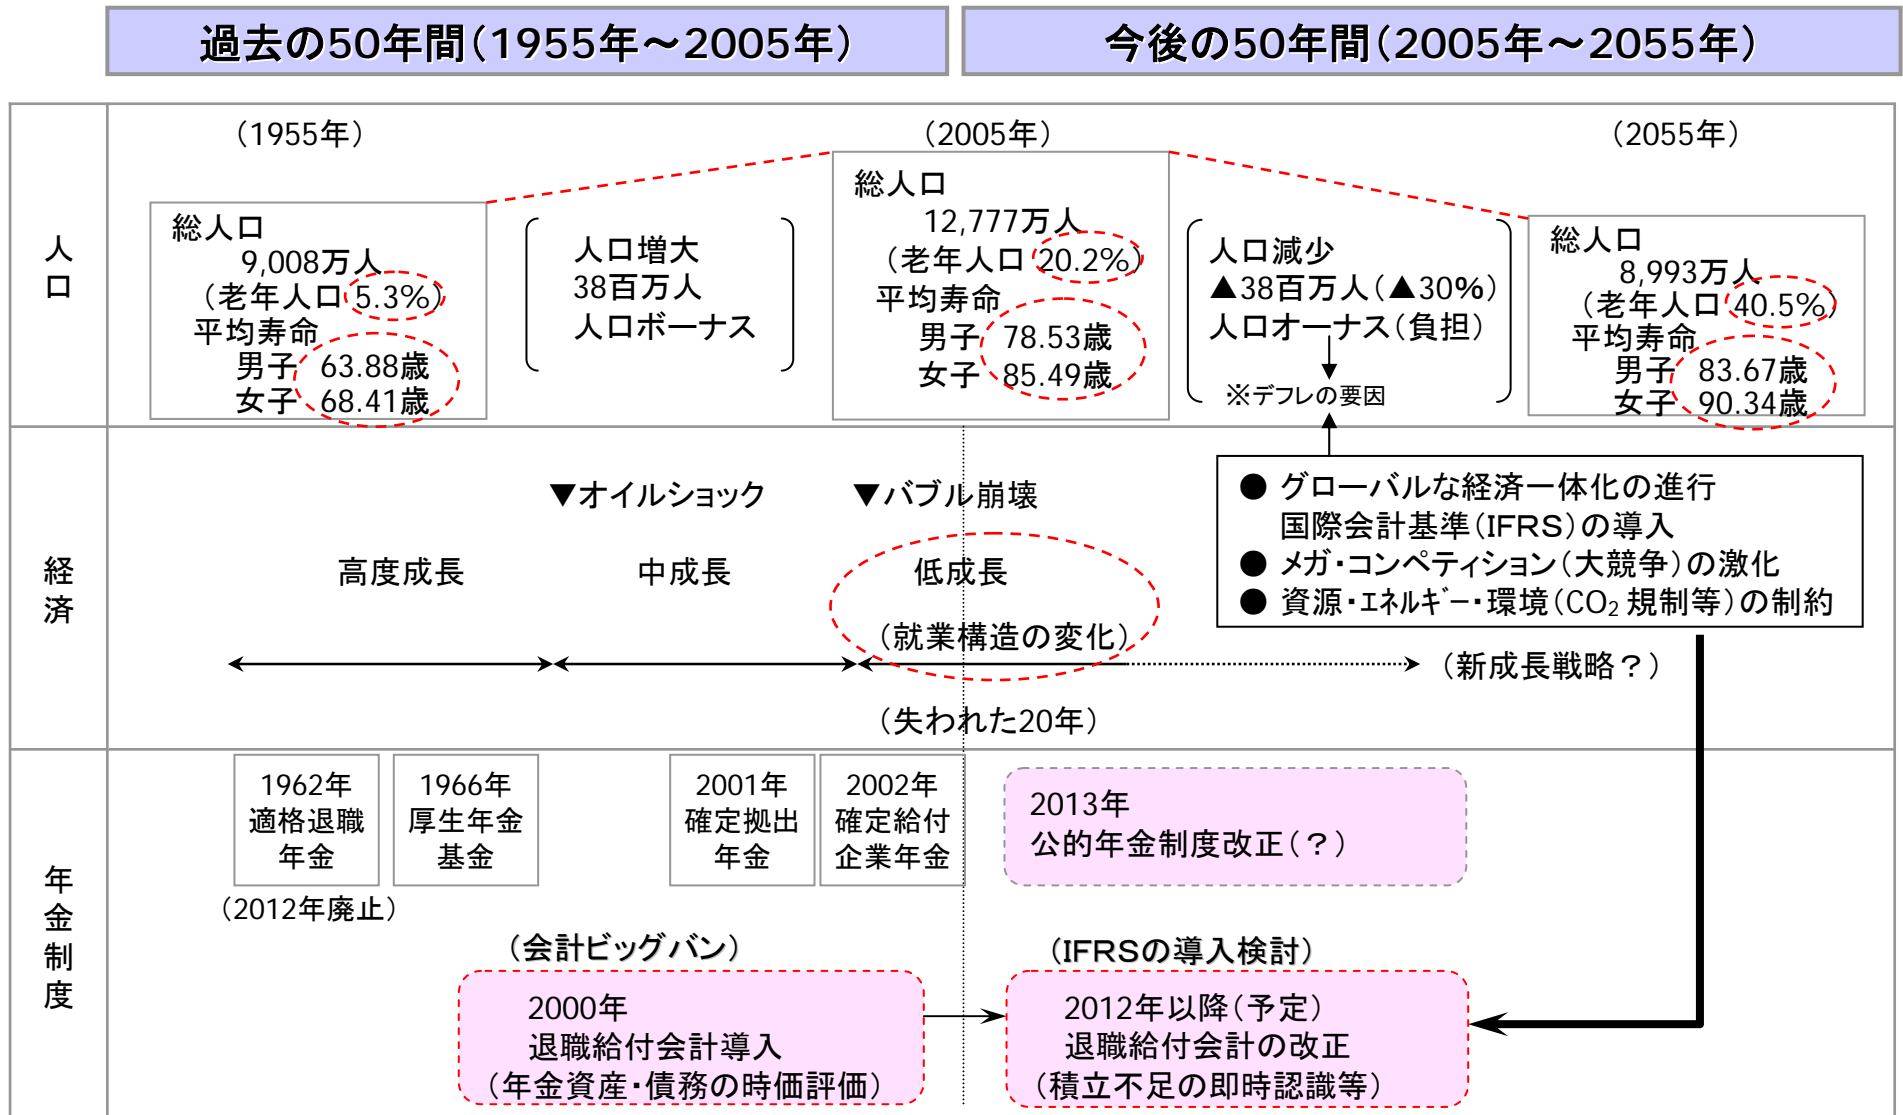 過去の50年間(1955年～2005年)
今後の50年間(2005年～2055年)
人口
(1955年)
総人口
9,008万人
(老年人口 5.3%)
平均寿命
男子 63.88歳
女子 68.41歳
人口増大
38百万人
人口ボーナス
(2005年)
総人口
12,777万人
(老年人口 20.2%)
平均寿命
男子 78.53歳
女子 85.49歳
人口減少
▲38百万人(▲30%)
人口オーナス(負担)
※デフレの要因
(2055年)
総人口
8,993万人
(老年人口 40.5%)
平均寿命
男子 83.67歳
女子 90.34歳
経済
▼オイルショック
▼バブル崩壊
高度成長
中成長
低成長
(就業構造の変化)
(失われた20年)
(新成長戦略？)
● グローバルな経済一体化の進行
国際会計基準(IFRS)の導入
● メガ・コンペティション(大競争)の激化
● 資源・エネルギー・環境(CO₂規制等)の制約
年金制度
1962年
適格退職
年金
(2012年廃止)
1966年
厚生年金
基金
2001年
確定拠出
年金
2002年
確定給付
企業年金
2013年
公的年金制度改正(？)
(会計ビッグバン)
2000年
退職給付会計導入
(年金資産・債務の時価評価)
(IFRSの導入検討)
2012年以降(予定)
退職給付会計の改正
(積立不足の即時認識等)